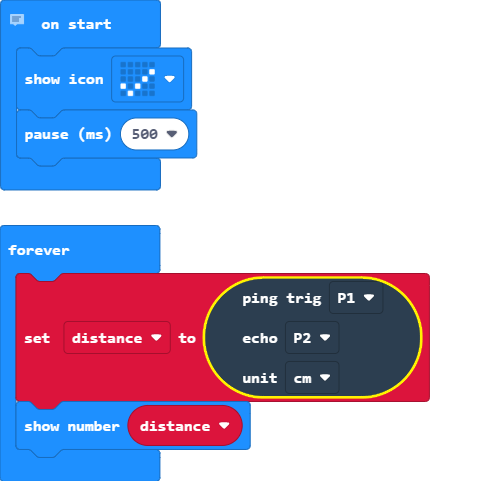 on start
show icon
pause (ms) 500
forever
ping trig P1
set distance to echo P2
unit cm
show number distance